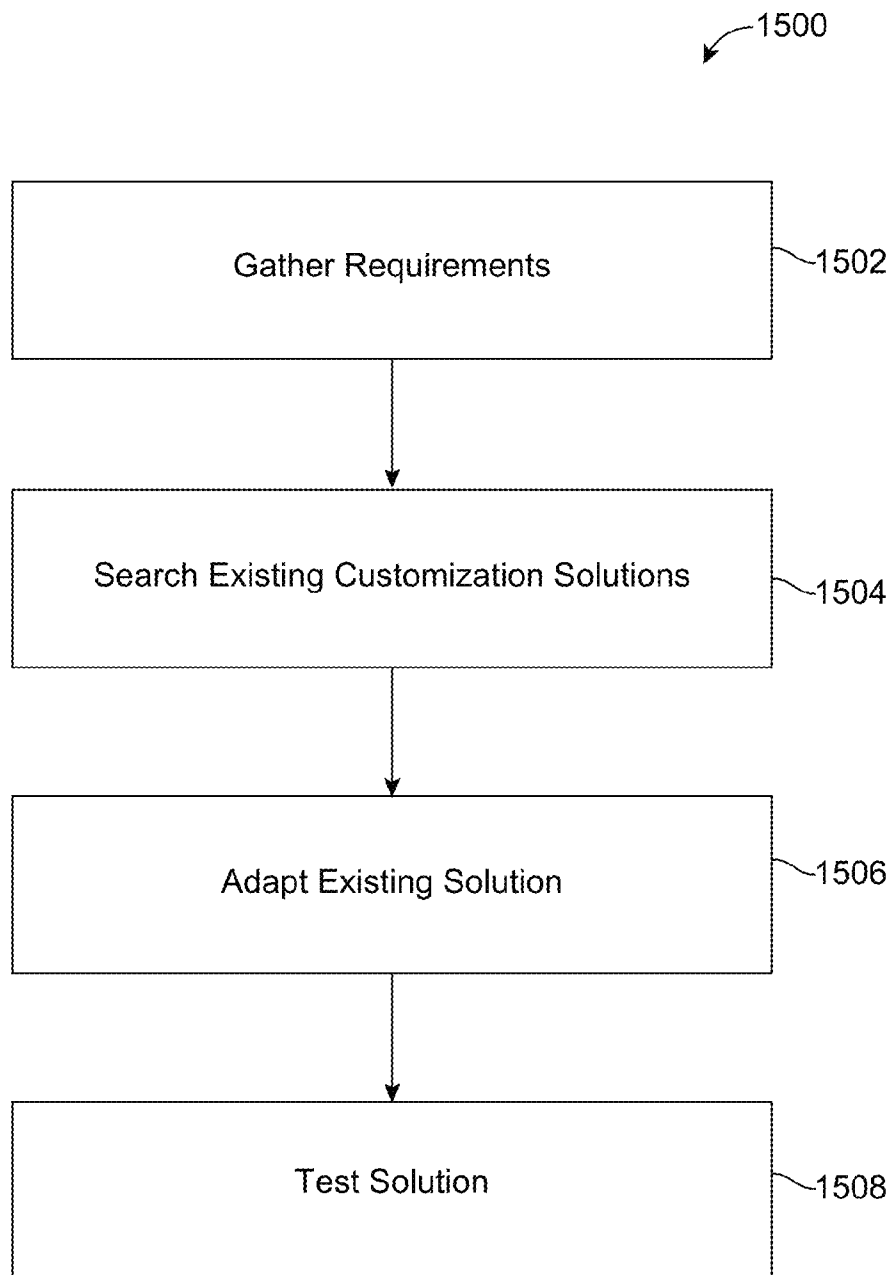 1500
Gather Requirements
1502
Search Existing Customization Solutions
1504
Adapt Existing Solution
1506
Test Solution
1508